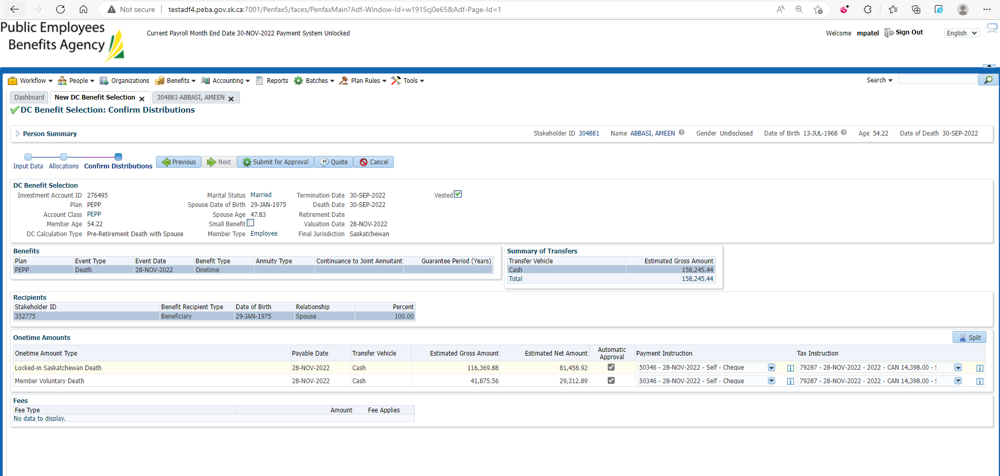 Not secure testadf4.peba.gov.sk.ca:7001/Penfax5/faces/PenfaxMain?Adf-Window-Id=w1915cj0e65&Adf-Page-Id=1
Public Employees
Benefits Agency
Current Payroll Month End Date 30-NOV-2022 Payment System Unlocked
Welcome mpatel Sign Out English
Workflow People Organizations Benefits Accounting Reports Batches Plan Rules Tools Search
Dashboard New DC Benefit Selection 304881-ABBASI, AMEEN
DC Benefit Selection: Confirm Distributions
Person Summary Stakeholder ID 304881 Name ABBASI, AMEEN Gender Undisclosed Date of Birth 13-JUL-1968 Age 54.22 Date of Death 30-SEP-2022
Input Data Allocations Confirm Distributions Previous Next Submit for Approval Quote Cancel
DC Benefit Selection
Investment Account ID 276495 Marital Status Married Termination Date 30-SEP-2022 Vested
Plan PEPP Spouse Date of Birth 29-JAN-1975 Death Date 30-SEP-2022
Account Class PEPP Spouse Age 47.83 Retirement Date
Member Age 54.22 Small Benefit Valuation Date 28-NOV-2022
DC Calculation Type Pre-Retirement Death with Spouse Member Type Employee Final Jurisdiction Saskatchewan
Benefits
Plan Event Type Event Date Benefit Type Annuity Type Continuance to Joint Annuitant Guarantee Period (Years)
PEPP Death 28-NOV-2022 Onetime
Summary of Transfers
Transfer Vehicle Estimated Gross Amount
Cash 158,245.44
Total 158,245.44
Recipients
Stakeholder ID Benefit Recipient Type Date of Birth Relationship Percent
352775 Beneficiary 29-JAN-1975 Spouse 100.00
Onetime Amounts Split
Onetime Amount Type Payable Date Transfer Vehicle Estimated Gross Amount Estimated Net Amount Automatic Approval Payment Instruction Tax Instruction
Locked-in Saskatchewan Death 28-NOV-2022 Cash 116,369.88 81,458.92 50346 - 28-NOV-2022 - Self - Cheque 79287 - 28-NOV-2022 - 2022 - CAN 14,398.00 -
Member Voluntary Death 28-NOV-2022 Cash 41,875.56 29,312.89 50346 - 28-NOV-2022 - Self - Cheque 79287 - 28-NOV-2022 - 2022 - CAN 14,398.00 -
Fees
Fee Type Amount Fee Applies
No data to display.